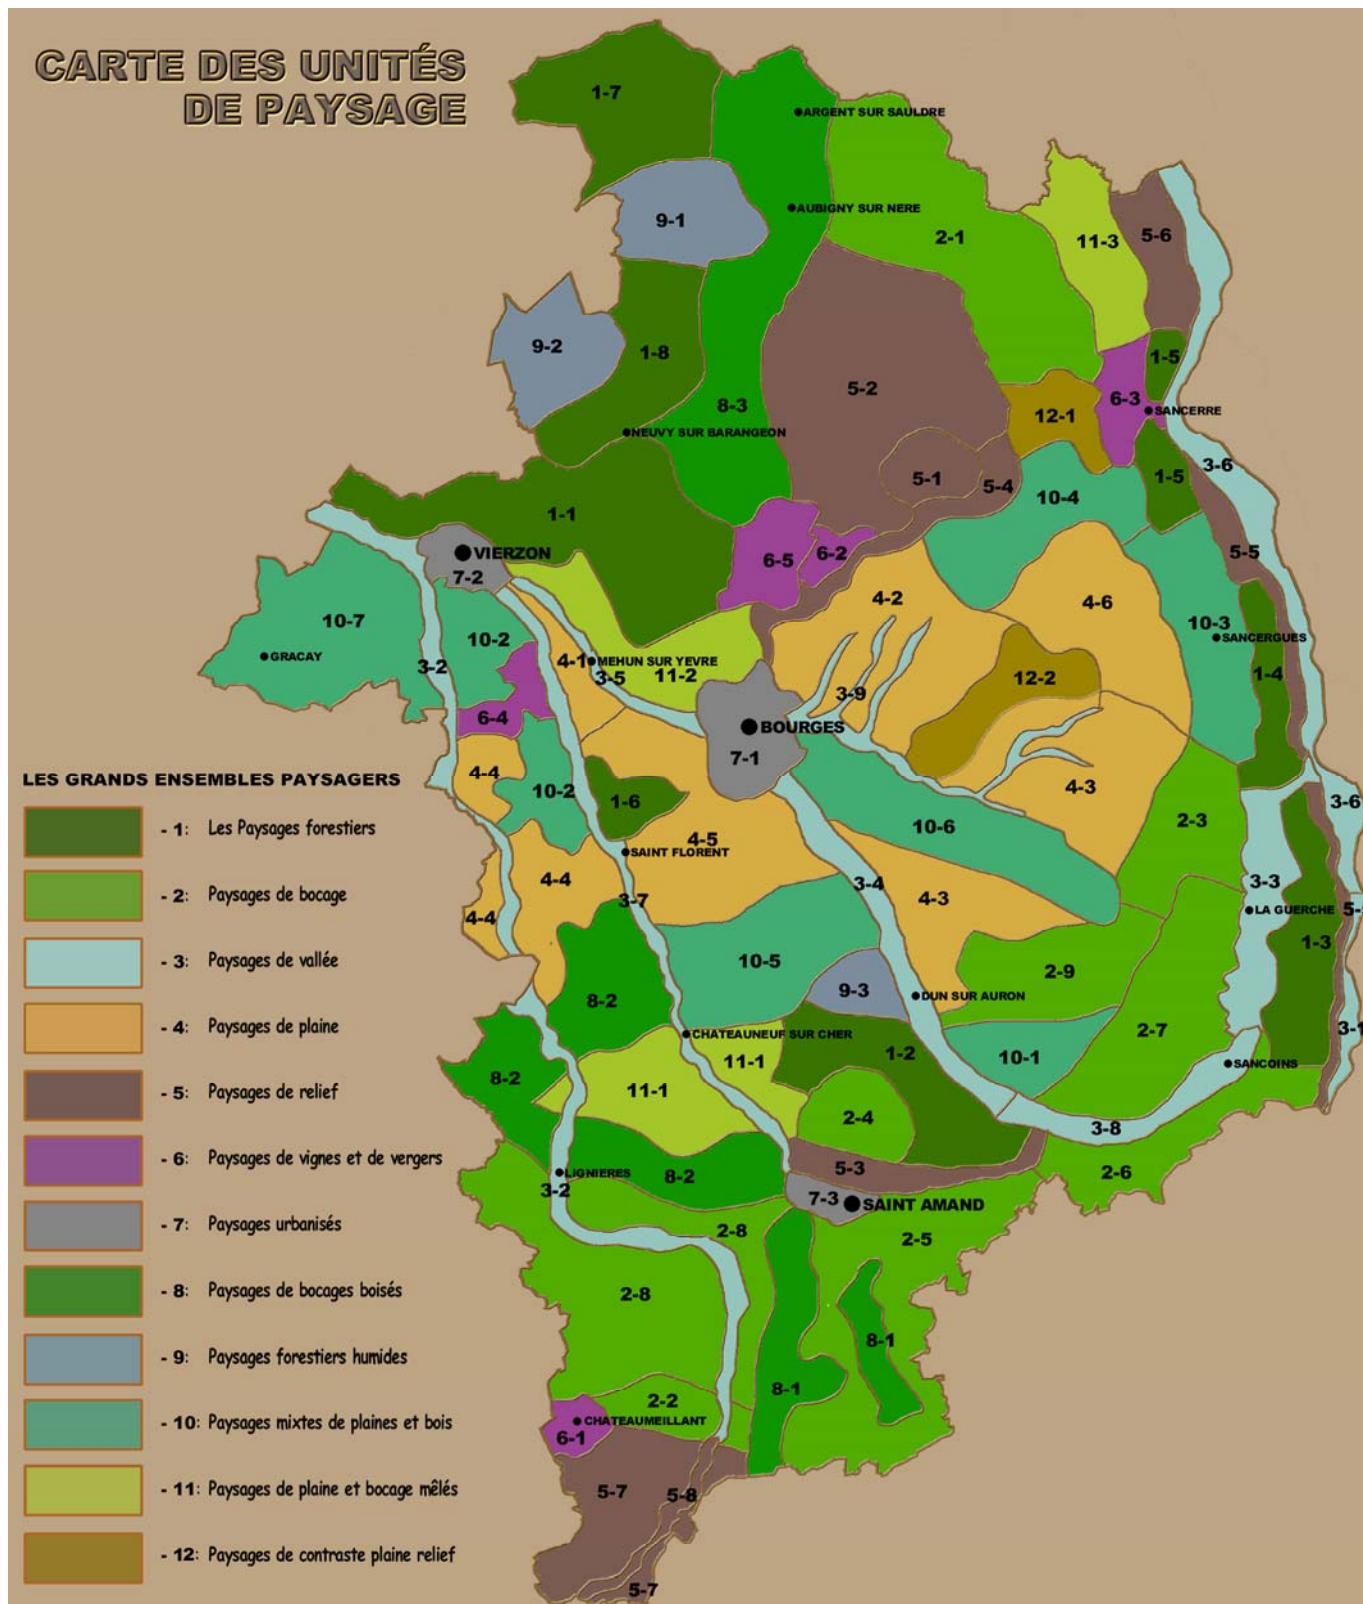 CARTE DES UNITÉS
DE PAYSAGE
1-7
ARGENT SUR SAULDRE
9-1
AUBIGNY SUR NERE
2-1
11-3
5-6
9-2
1-8
1-5
8-3
5-2
6-3
SANCERRE
12-1
NEUVY SUR BARANGEON
3-6
5-1
5-4
1-5
10-4
1-1
VIERZON
7-2
6-5
6-2
5-5
4-2
4-6
10-7
10-2
10-3
SANCERGUES
GRACAY
3-2
4-1
MEHUN SUR YEVRE
3-5
11-2
12-2
1-4
3-9
6-4
BOURGES
7-1
4-4
10-2
1-6
4-3
3-6
2-3
10-6
4-5
SAINT FLORENT
4-4
3-4
3-3
4-3
3-7
4-4
LA GUERCHE
1-3
10-5
2-9
9-3
DUN SUR AURON
8-2
CHATEAUNEUF SUR CHER
2-7
3-1
1-2
10-1
SANCOINS
11-1
8-2
11-1
2-4
3-8
5-3
2-6
LIGNIERES
8-2
3-2
7-3
SAINT AMAND
2-8
2-5
2-8
8-1
8-1
2-2
CHATEAUMEILLANT
6-1
5-7
5-8
5-7
LES GRANDS ENSEMBLES PAYSAGERS
- 1: Les Paysages forestiers
- 2: Paysages de bocage
- 3: Paysages de vallée
- 4: Paysages de plaine
- 5: Paysages de relief
- 6: Paysages de vignes et de vergers
- 7: Paysages urbanisés
- 8: Paysages de bocages boisés
- 9: Paysages forestiers humides
- 10: Paysages mixtes de plaines et bois
- 11: Paysages de plaine et bocage mêlés
- 12: Paysages de contraste plaine relief